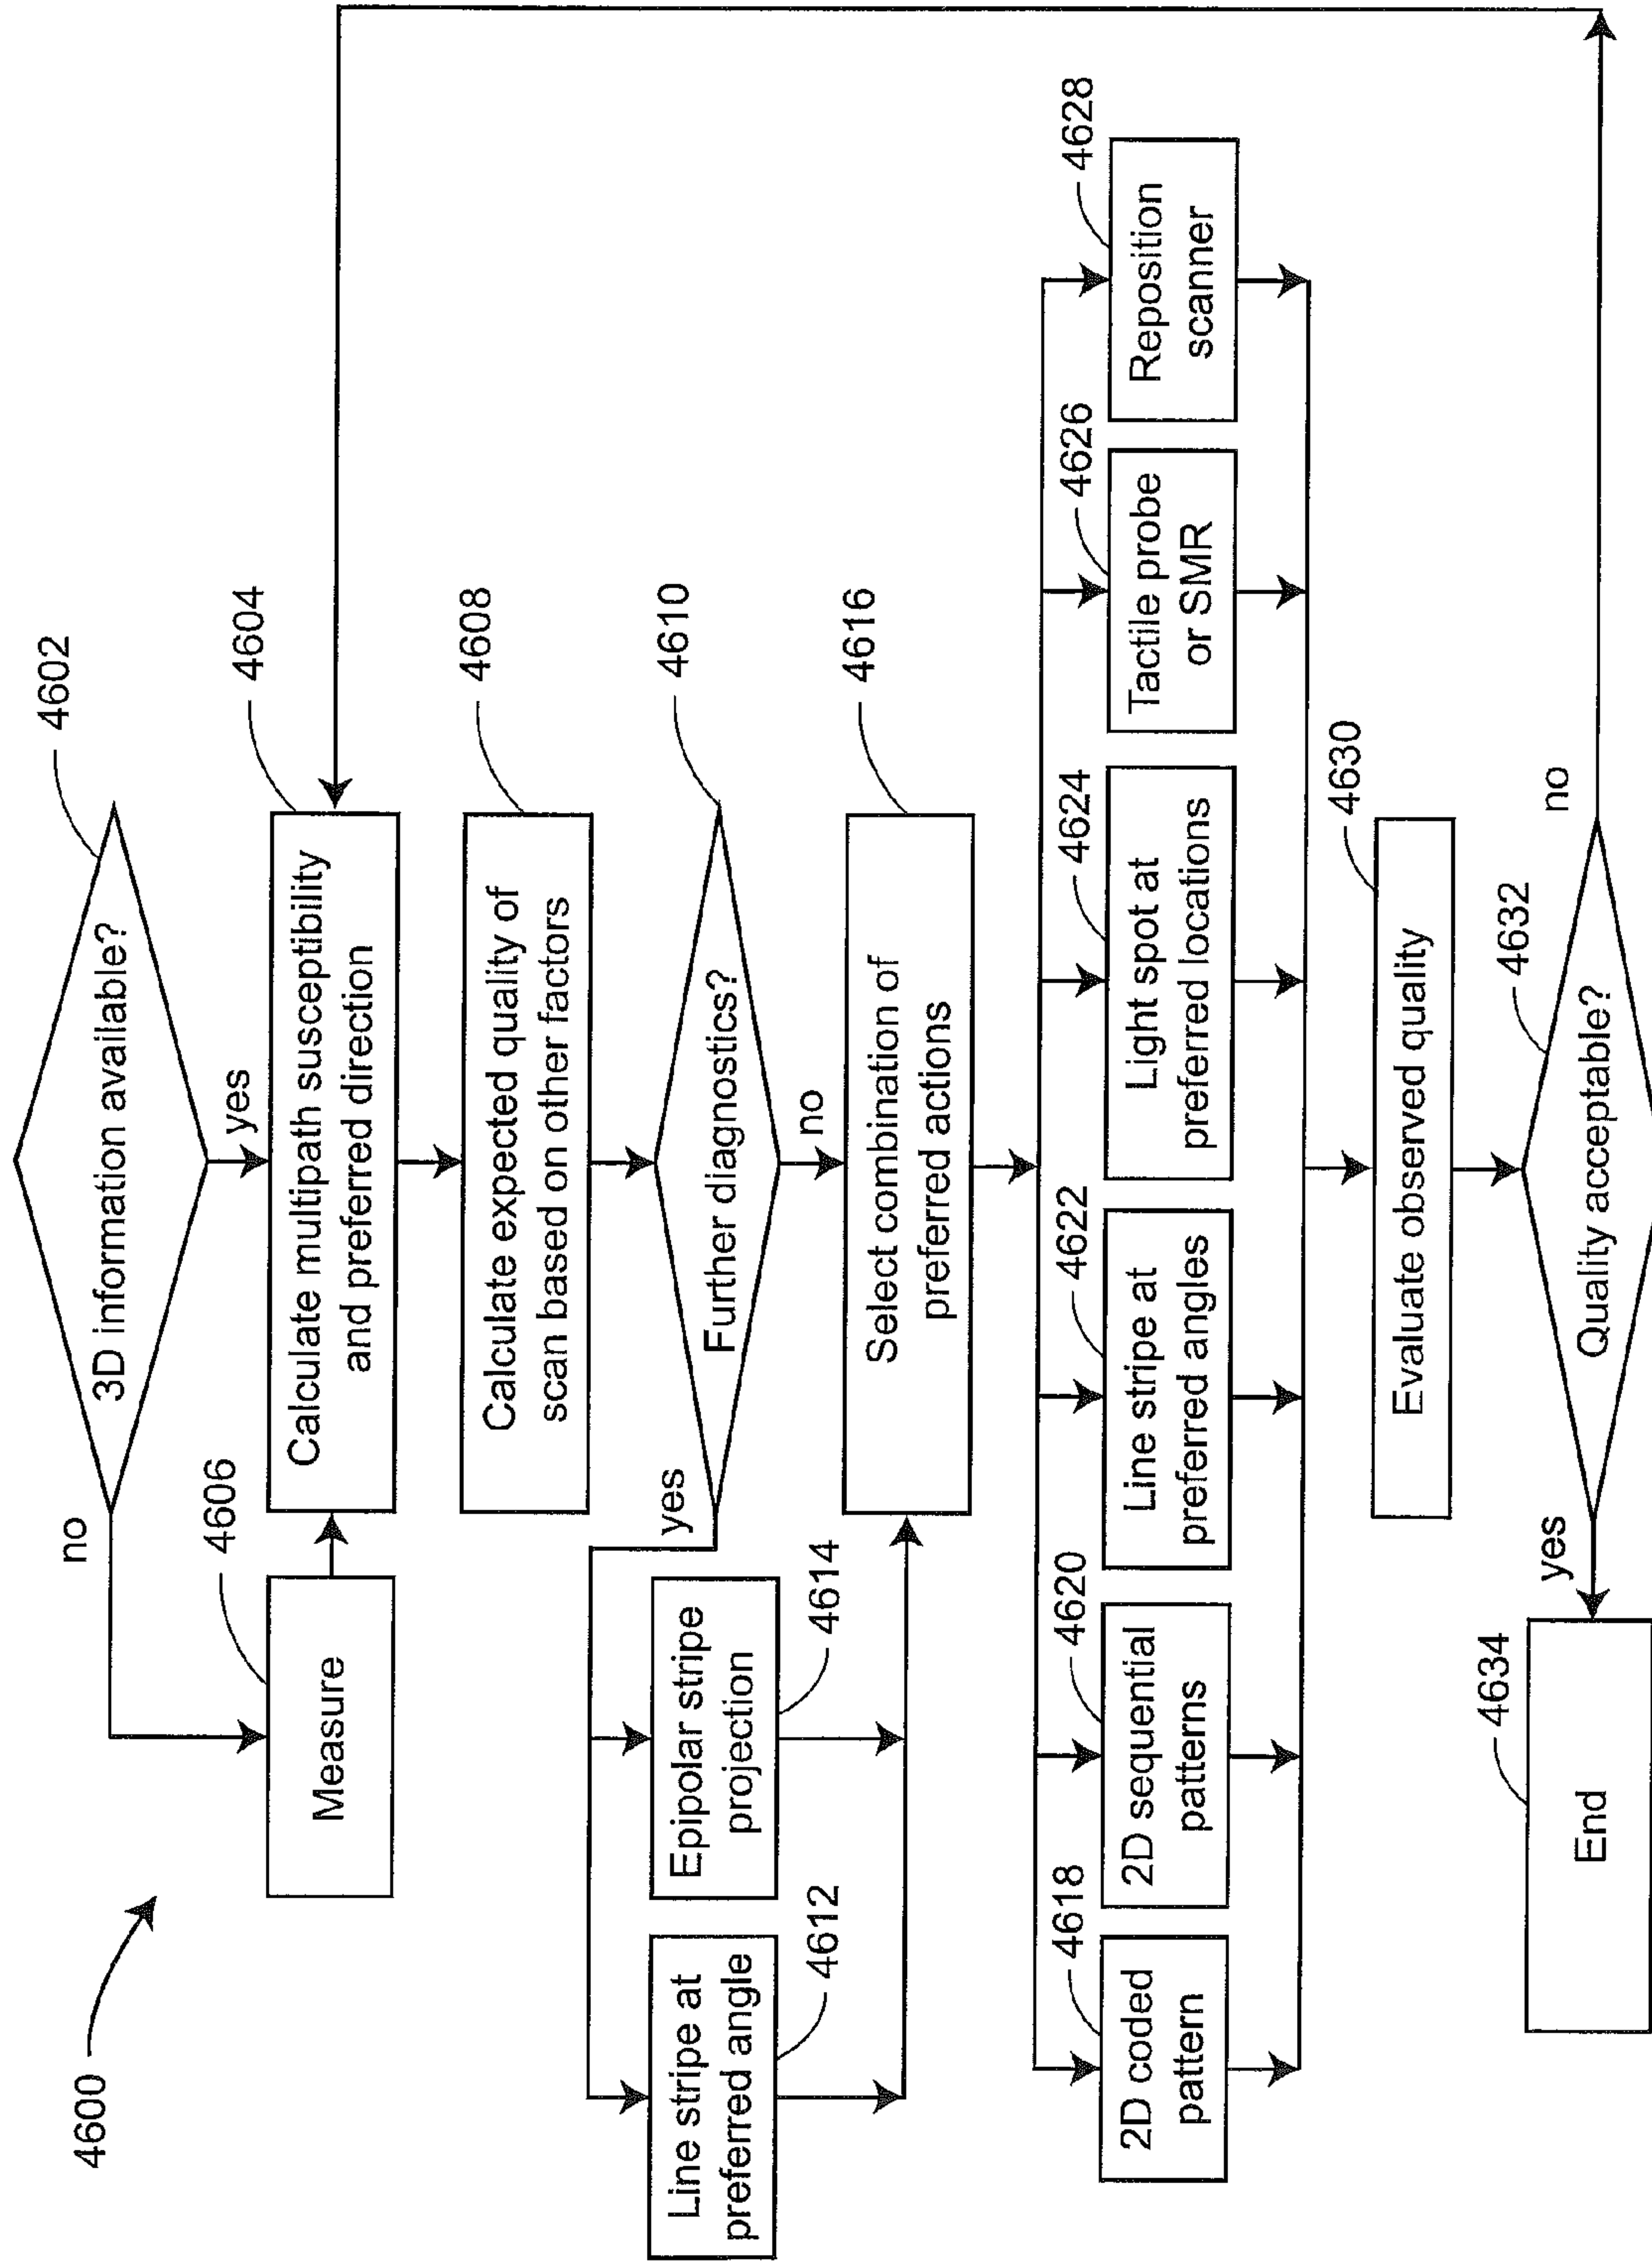 4600
3D information available?
4602
no
yes
Measure
4606
Calculate multipath susceptibility
and preferred direction
4604
Calculate expected quality of
scan based on other factors
4608
Further diagnostics?
4610
yes
no
Line stripe at
preferred angle
4612
Epipolar stripe
projection
4614
Select combination of
preferred actions
4616
2D coded
pattern
4618
2D sequential
patterns
4620
Line stripe at
preferred angles
4622
Light spot at
preferred locations
4624
Tactile probe
or SMR
4626
Reposition
scanner
4628
Evaluate observed quality
4630
Quality acceptable?
4632
yes
no
End
4634